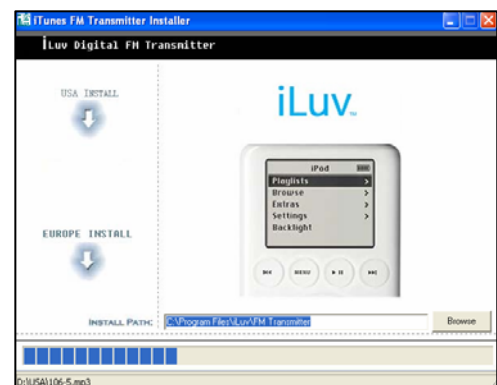 iTunes FM Transmitter Installer
iLuv Digital FM Transmitter
USA INSTALL
iLuv™
iPod
Playlists >
Browse >
Extras >
Settings >
Backlight
MENU
EUROPE INSTALL
INSTALL PATH: C:\Program Files\iLuv\FM Transmitter Browse
D:\USA\106-5.mp3